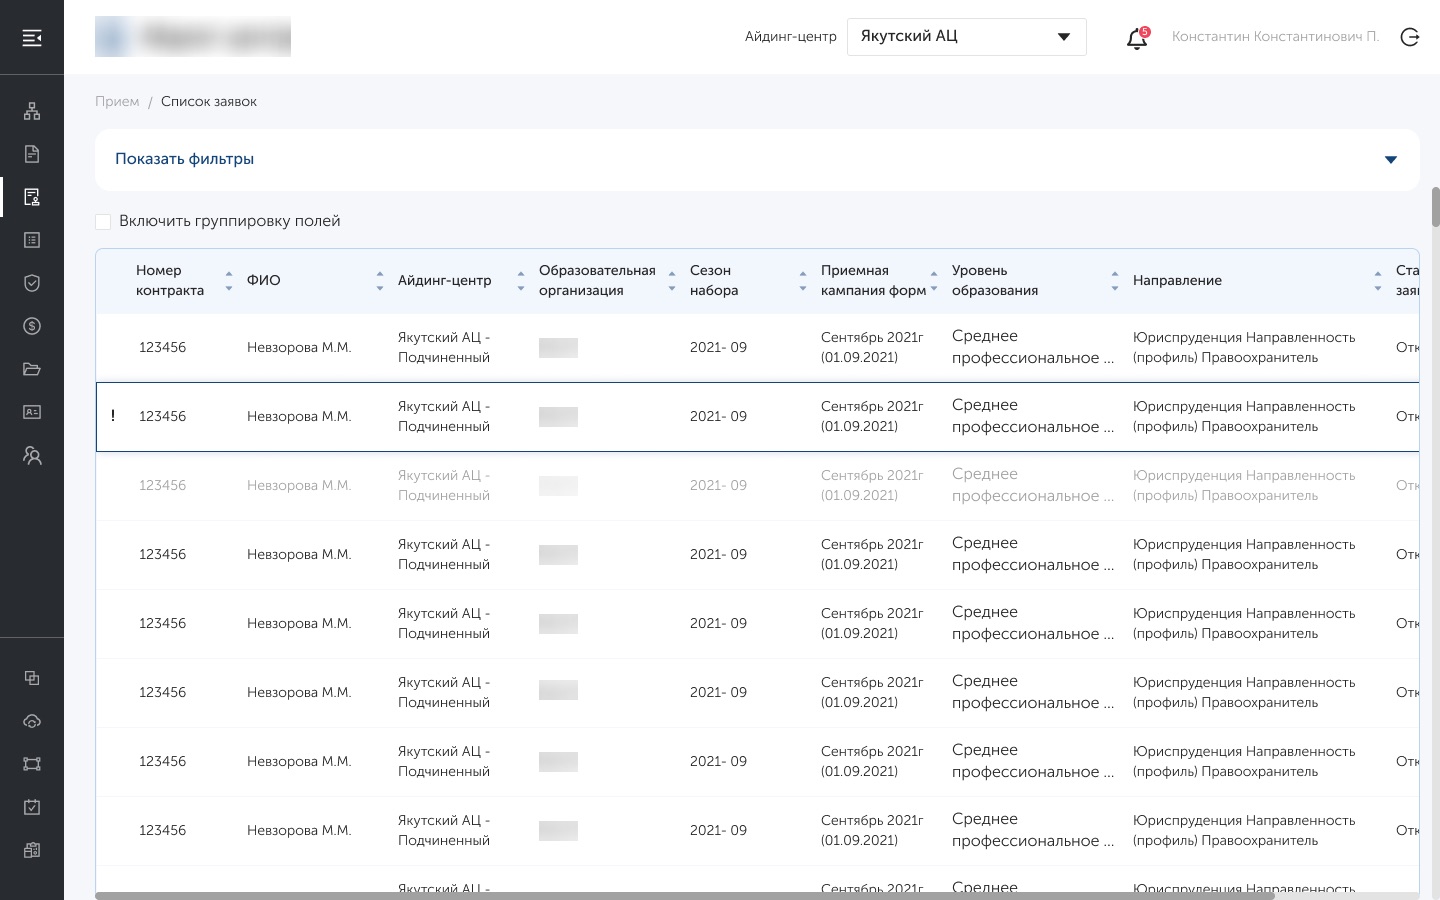 Айдинг-центр
Якутский АЦ
5
Константин Константинович П.
Прием / Список заявок
Показать фильтры
Включить группировку полей
Номер контракта ФИО Айдинг-центр Образовательная организация Сезон набора Приемная кампания форм Уровень образования Направление
123456 Невзорова М.М. Якутский АЦ - Подчиненный 2021- 09 Сентябрь 2021г (01.09.2021) Среднее профессиональное ... Юриспруденция Направленность (профиль) Правоохранитель
! 123456 Невзорова М.М. Якутский АЦ - Подчиненный 2021- 09 Сентябрь 2021г (01.09.2021) Среднее профессиональное ... Юриспруденция Направленность (профиль) Правоохранитель
123456 Невзорова М.М. Якутский АЦ - Подчиненный 2021- 09 Сентябрь 2021г (01.09.2021) Среднее профессиональное ... Юриспруденция Направленность (профиль) Правоохранитель
123456 Невзорова М.М. Якутский АЦ - Подчиненный 2021- 09 Сентябрь 2021г (01.09.2021) Среднее профессиональное ... Юриспруденция Направленность (профиль) Правоохранитель
123456 Невзорова М.М. Якутский АЦ - Подчиненный 2021- 09 Сентябрь 2021г (01.09.2021) Среднее профессиональное ... Юриспруденция Направленность (профиль) Правоохранитель
123456 Невзорова М.М. Якутский АЦ - Подчиненный 2021- 09 Сентябрь 2021г (01.09.2021) Среднее профессиональное ... Юриспруденция Направленность (профиль) Правоохранитель
123456 Невзорова М.М. Якутский АЦ - Подчиненный 2021- 09 Сентябрь 2021г (01.09.2021) Среднее профессиональное ... Юриспруденция Направленность (профиль) Правоохранитель
123456 Невзорова М.М. Якутский АЦ - Подчиненный 2021- 09 Сентябрь 2021г (01.09.2021) Среднее профессиональное ... Юриспруденция Направленность (профиль) Правоохранитель
Якутский АЦ - Сентябрь 2021г Среднее Юриспруденция Направленность